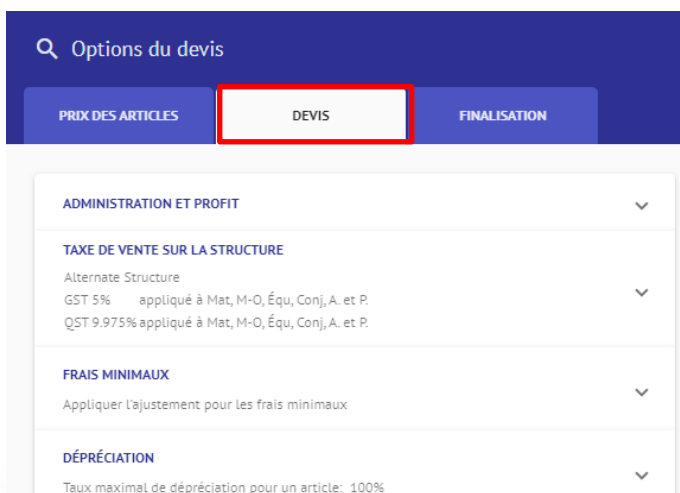 Options du devis
PRIX DES ARTICLES DEVIS FINALISATION
ADMINISTRATION ET PROFIT
TAXE DE VENTE SUR LA STRUCTURE
Alternate Structure
GST 5% appliqué à Mat, M-O, Équ, Conj, A. et P.
QST 9.975% appliqué à Mat, M-O, Équ, Conj, A. et P.
FRAIS MINIMAUX
Appliquer l'ajustement pour les frais minimaux
DÉPRÉCIATION
Taux maximal de dépréciation pour un article: 100%